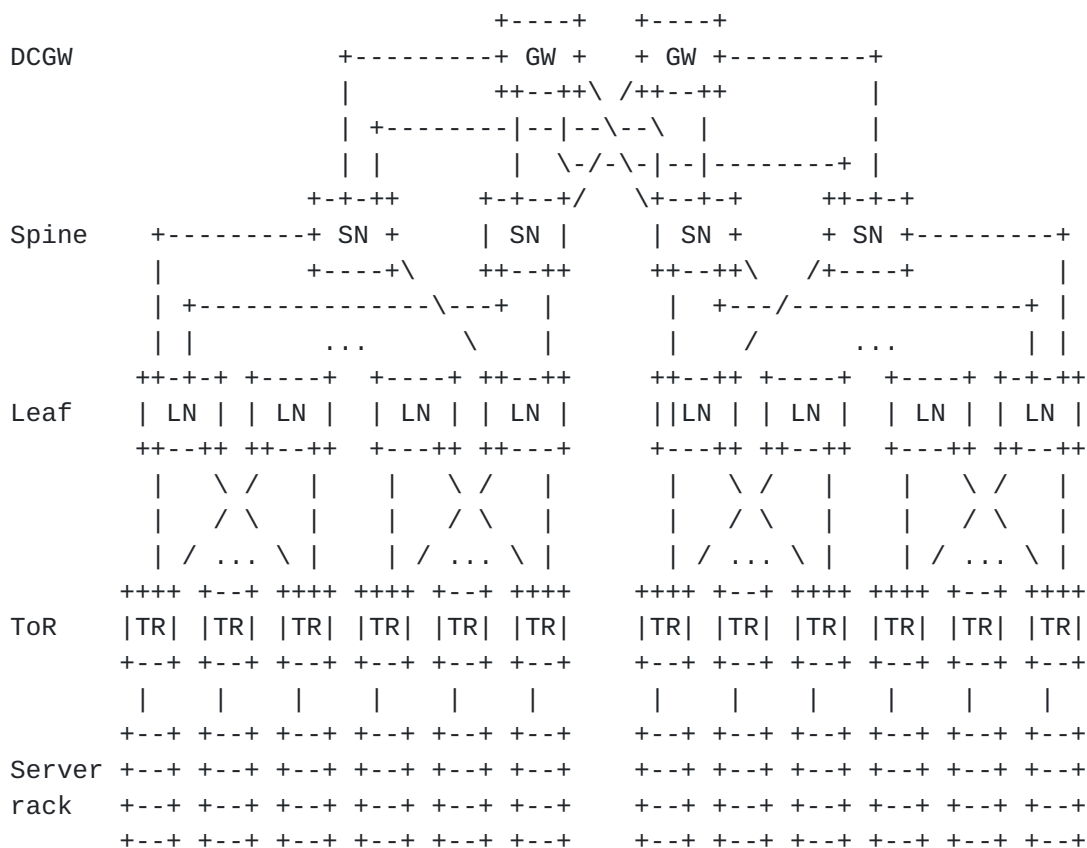 GW GW
DCGW
Spine SN SN SN SN
... ...
Leaf LN LN LN LN LN LN LN LN
... ... ... ...
ToR TR TR TR TR TR TR TR TR TR TR TR TR
Server
rack